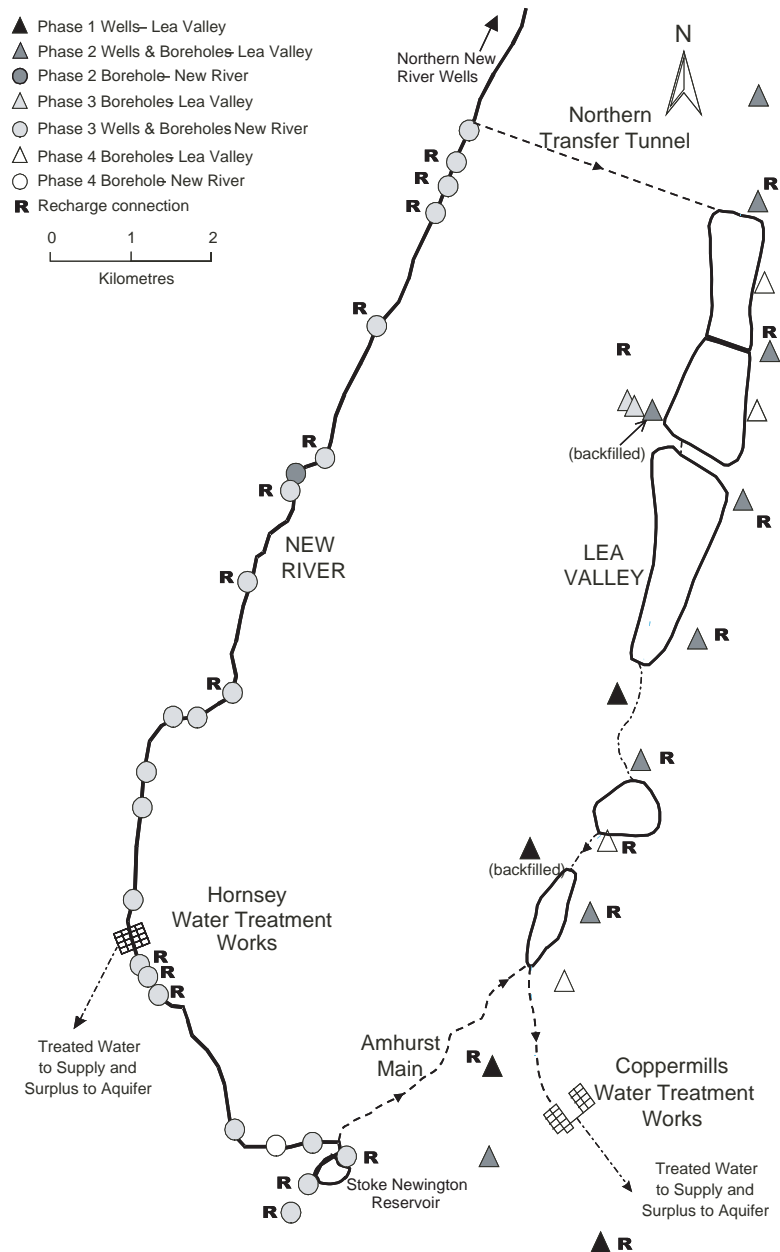 Phase 1 Wells– Lea Valley
Phase 2 Wells & Boreholes– Lea Valley
Phase 2 Borehole– New River
Phase 3 Boreholes– Lea Valley
Phase 3 Wells & Boreholes– New River
Phase 4 Boreholes– Lea Valley
Phase 4 Borehole– New River
R Recharge connection
0 1 2
Kilometres
Northern New
River Wells
N
Northern
Transfer Tunnel
R
R
R
R
R
R
R
R
(backfilled)
R
R
R
NEW
RIVER
LEA
VALLEY
R
R
R
R
R
(backfilled)
R
Hornsey
Water Treatment
Works
R
R
R
Treated Water
to Supply and
Surplus to Aquifer
Amhurst
Main
R
Coppermills
Water Treatment
Works
R
R
R
Stoke Newington
Reservoir
Treated Water
to Supply and
Surplus to Aquifer
R